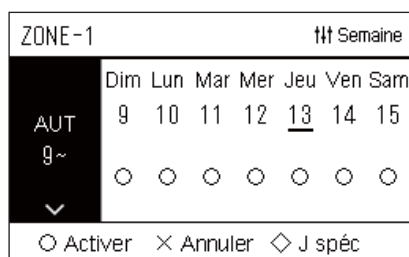 ZONE-1 Semaine
Dim Lun Mar Mer Jeu Ven Sam
AUT 9 10 11 12 13 14 15
9~
○ ○ ○ ○ ○ ○ ○
○ Activer × Annuler ◇ J spéc